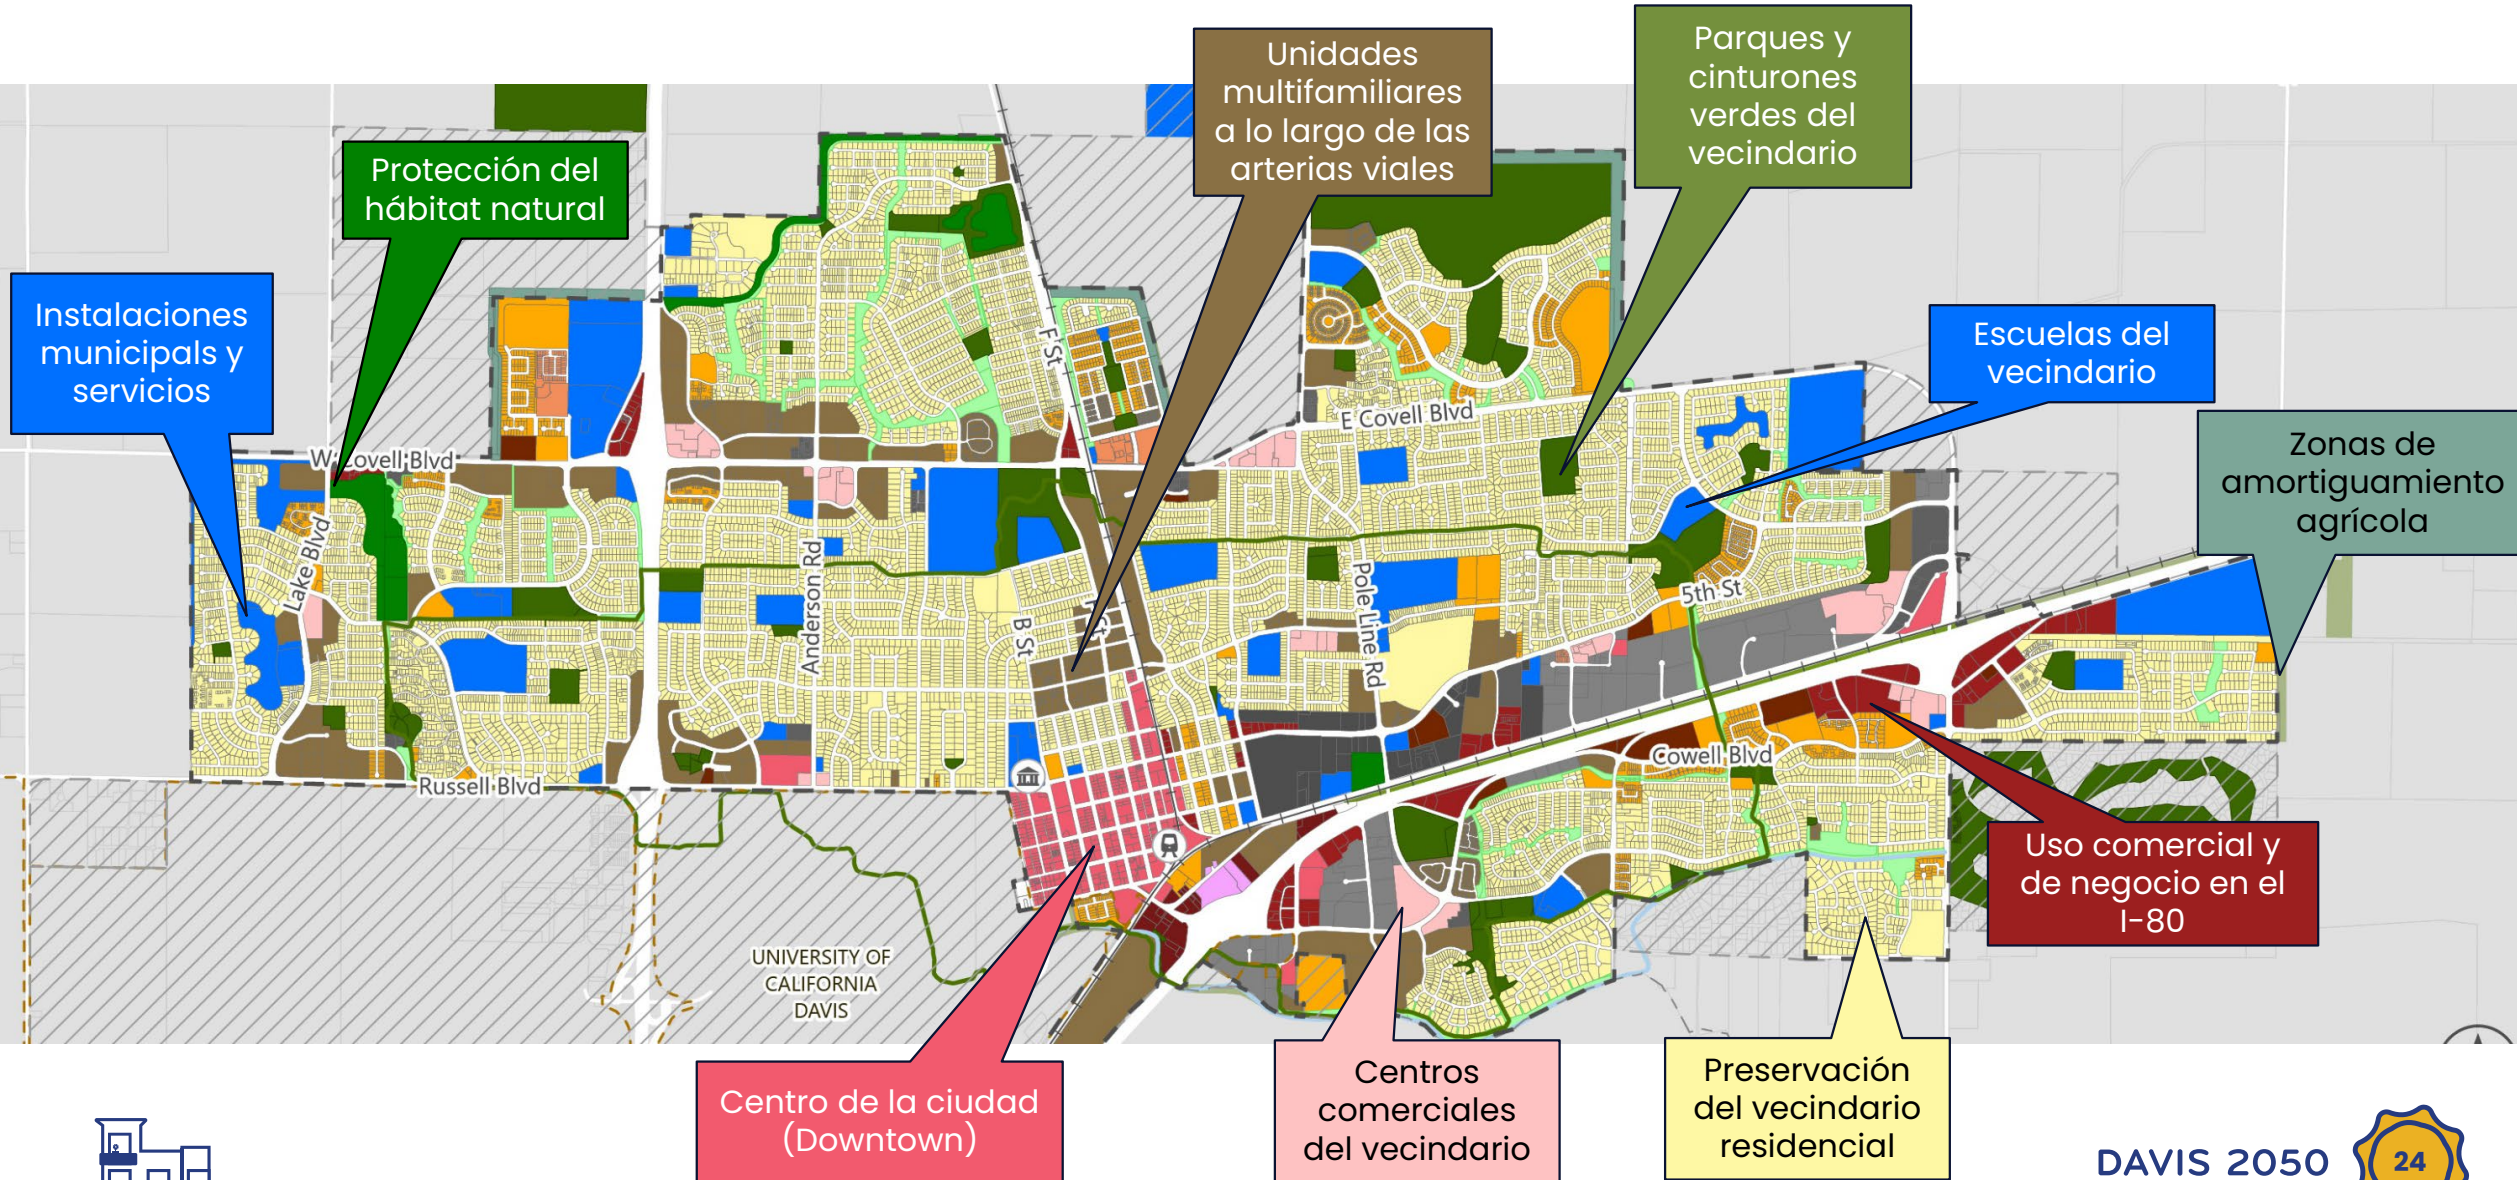 Unidades
multifamiliares
a lo largo de las
arterias viales
Parques y
cinturones
verdes del
vecindario
Protección del
hábitat natural
Instalaciones
municipals y
servicios
Escuelas del
vecindario
Zonas de
amortiguamiento
agrícola
F St
E Covell Blvd
W Covell Blvd
Lake Blvd
Anderson Rd
B St
Pole Line Rd
5th St
Cowell Blvd
Russell Blvd
UNIVERSITY OF
CALIFORNIA
DAVIS
Uso comercial y
de negocio en el
I-80
Centro de la ciudad
(Downtown)
Centros
comerciales
del vecindario
Preservación
del vecindario
residencial
DAVIS 2050
24